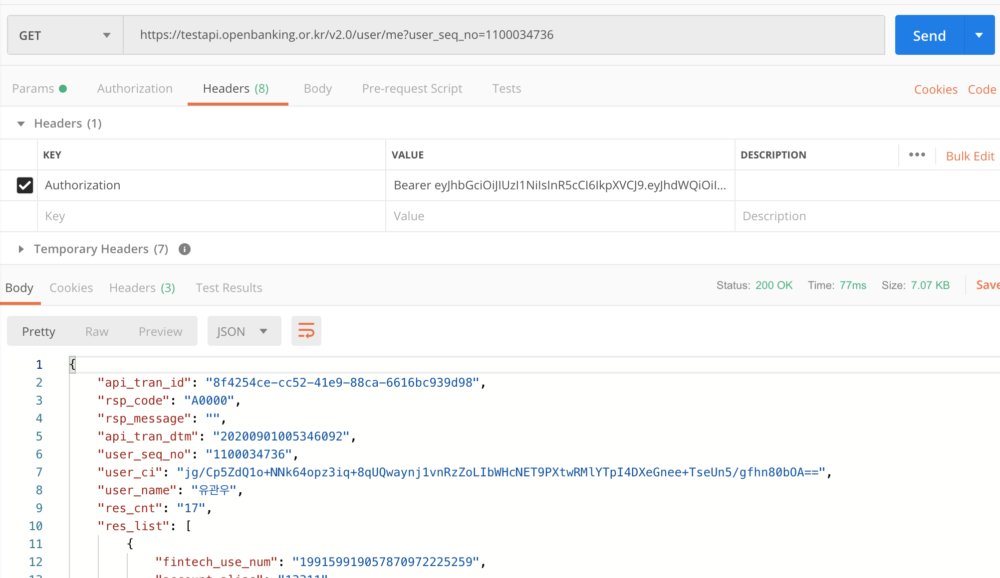 GET https://testapi.openbanking.or.kr/v2.0/user/me?user_seq_no=1100034736 Send
Params Authorization Headers (8) Body Pre-request Script Tests Cookies Code
Headers (1)
KEY VALUE DESCRIPTION ••• Bulk Edit
Authorization Bearer eyJhbGciOiJIUzI1NiIsInR5cCI6IkpXVCJ9.eyJhdWQiOiI...
Key Value Description
Temporary Headers (7)
Body Cookies Headers (3) Test Results Status: 200 OK Time: 77ms Size: 7.07 KB Save
Pretty Raw Preview JSON
1 {
2 "api_tran_id": "8f4254ce-cc52-41e9-88ca-6616bc939d98",
3 "rsp_code": "A0000",
4 "rsp_message": "",
5 "api_tran_dtm": "20200901005346092",
6 "user_seq_no": "1100034736",
7 "user_ci": "jg/Cp5ZdQ1o+NNk64opz3iq+8qUQwaynj1vnRzZoLIbWHcNET9PXtwRMlYTpI4DXeGnee+TseUn5/gfhn80bOA==",
8 "user_name": "유관우",
9 "res_cnt": "17",
10 "res_list": [
11 {
12 "fintech_use_num": "199159919057870972225259",